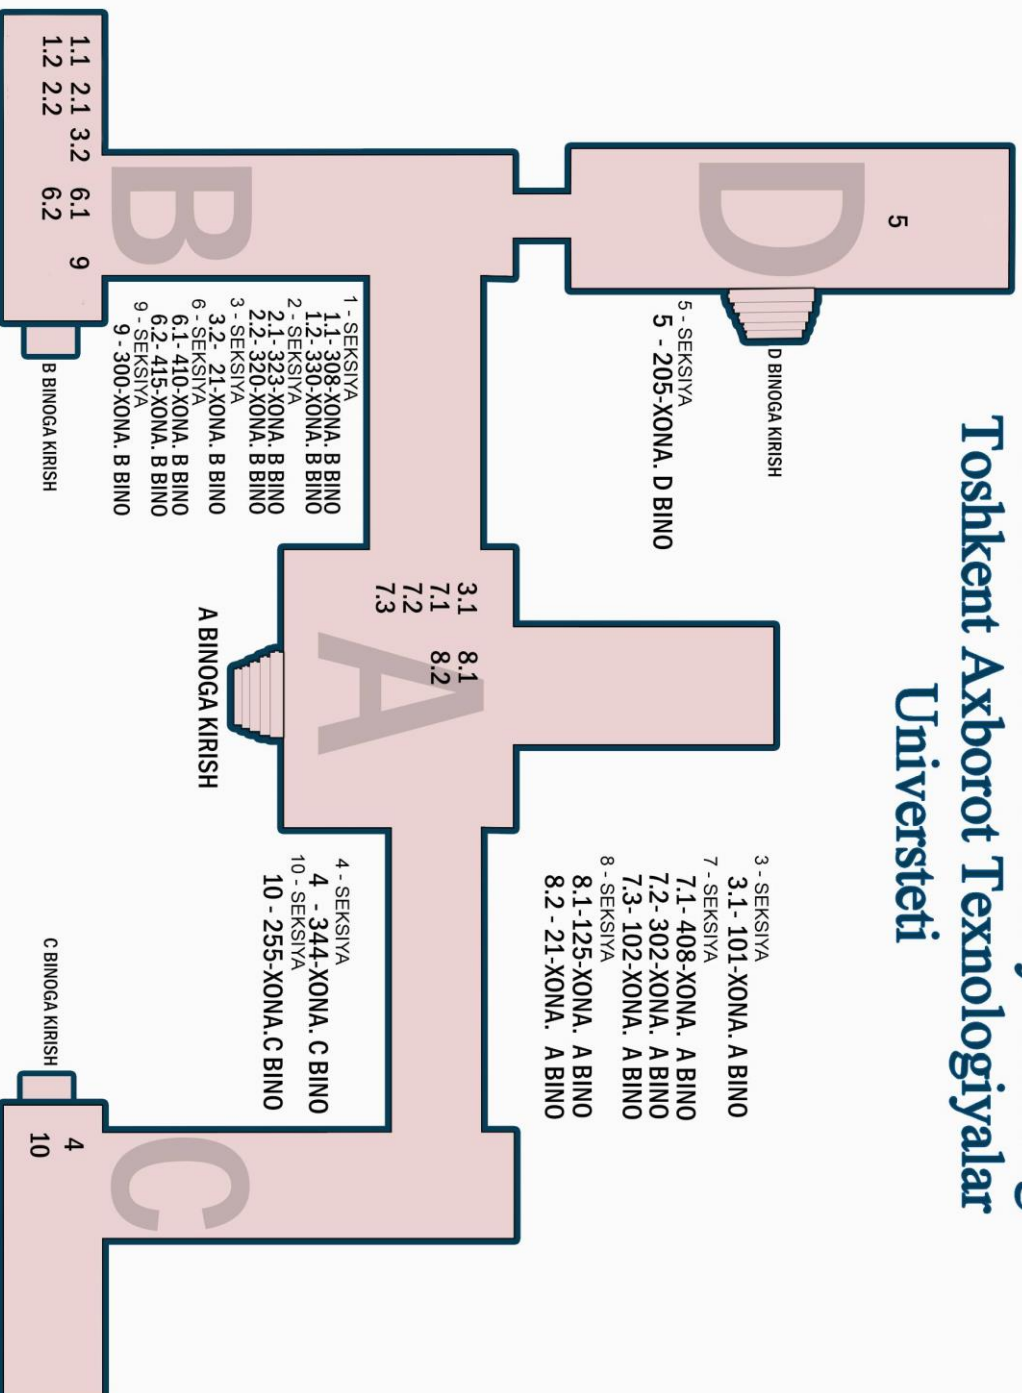 Toshkent Axborot Texnologiyalar
Universteti
5
D
D BINOGA KIRISH
5 - SEKSIYA
5 - 205-XONA. D BINO
1.1 2.1 3.2 6.1 9
1.2 2.2 6.2
B
B BINOGA KIRISH
1 - SEKSIYA
1.1- 308-XONA. B BINO
1.2- 330-XONA. B BINO
2 - SEKSIYA
2.1- 323-XONA. B BINO
2.2- 320-XONA. B BINO
3 - SEKSIYA
3.2- 21-XONA. B BINO
6 - SEKSIYA
6.1- 410-XONA. B BINO
6.2- 415-XONA. B BINO
9 - SEKSIYA
9 - 300-XONA. B BINO
3.1 8.1
7.1 8.2
7.2
7.3
A
A BINOGA KIRISH
3 - SEKSIYA
3.1- 101-XONA. A BINO
7 - SEKSIYA
7.1- 408-XONA. A BINO
7.2- 302-XONA. A BINO
7.3- 102-XONA. A BINO
8 - SEKSIYA
8.1-125-XONA. A BINO
8.2 - 21-XONA. A BINO
4 - SEKSIYA
4 - 344-XONA. C BINO
10 - SEKSIYA
10 - 255-XONA.C BINO
C BINOGA KIRISH
4
10
C